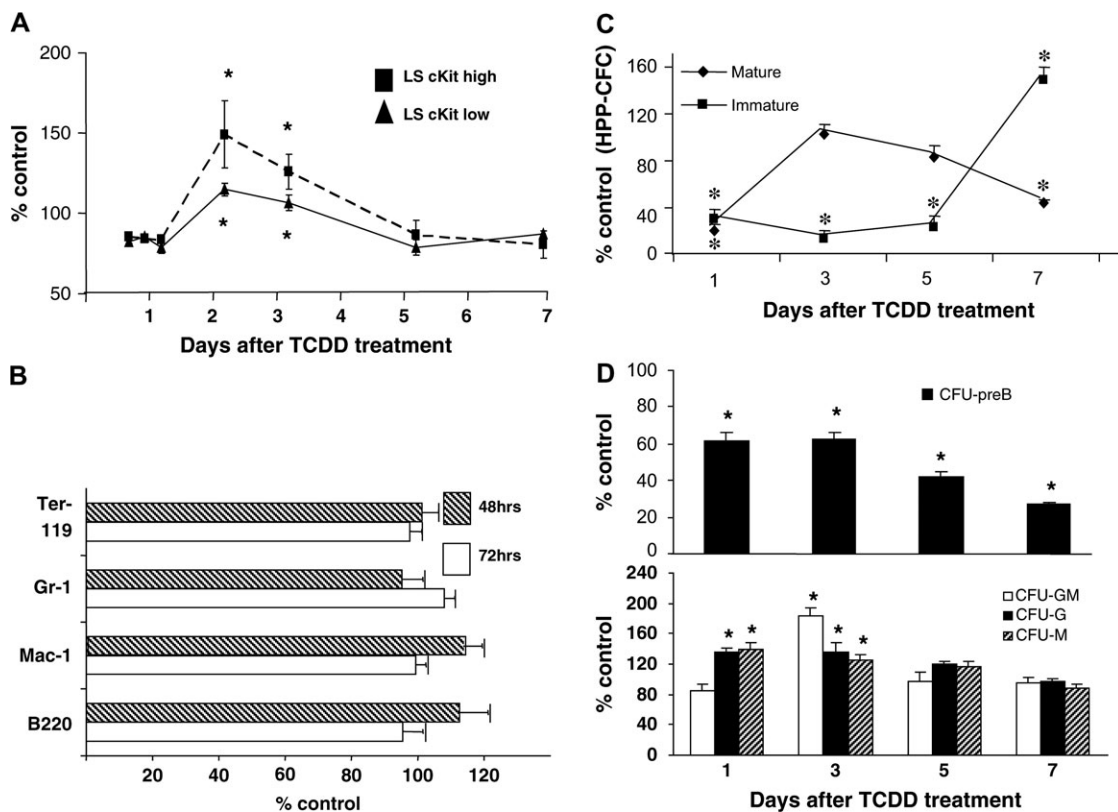 A
200
150
100
50
% control
*
*
*
*
LS cKit high
LS cKit low
1 2 3 4 5 6 7
Days after TCDD treatment
B
Ter-
119
Gr-1
Mac-1
B220
48hrs
72hrs
20 40 60 80 100 120
% control
C
160
120
80
40
0
% control (HPP-CFC)
Mature
Immature
*
*
*
*
*
*
1 3 5 7
Days after TCDD treatment
D
100
80
60
40
20
0
% control
CFU-preB
*
*
*
*
240
200
160
120
80
40
0
% control
CFU-GM
CFU-G
CFU-M
* *
* * *
1 3 5 7
Days after TCDD treatment